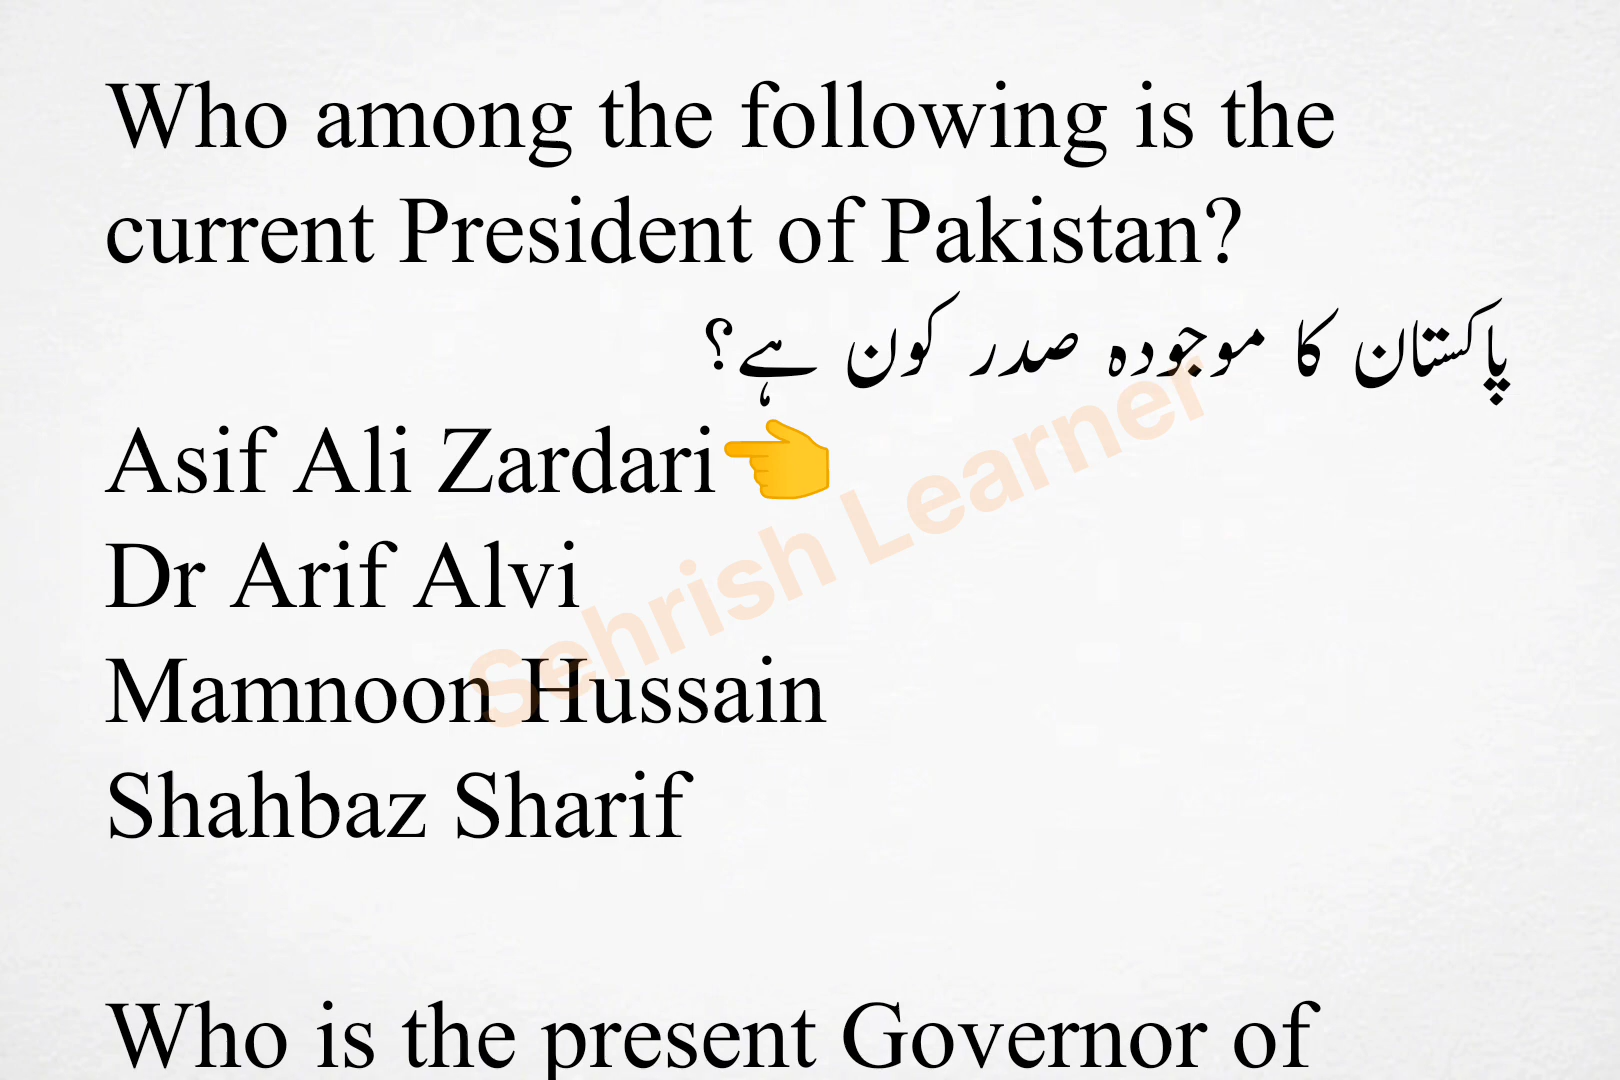 Who among the following is the
current President of Pakistan?
پاکستان کا موجودہ صدر کون ہے؟
Asif Ali Zardari👈
Dr Arif Alvi
Mamnoon Hussain
Shahbaz Sharif
Sehrish Learner
Who is the present Governor of